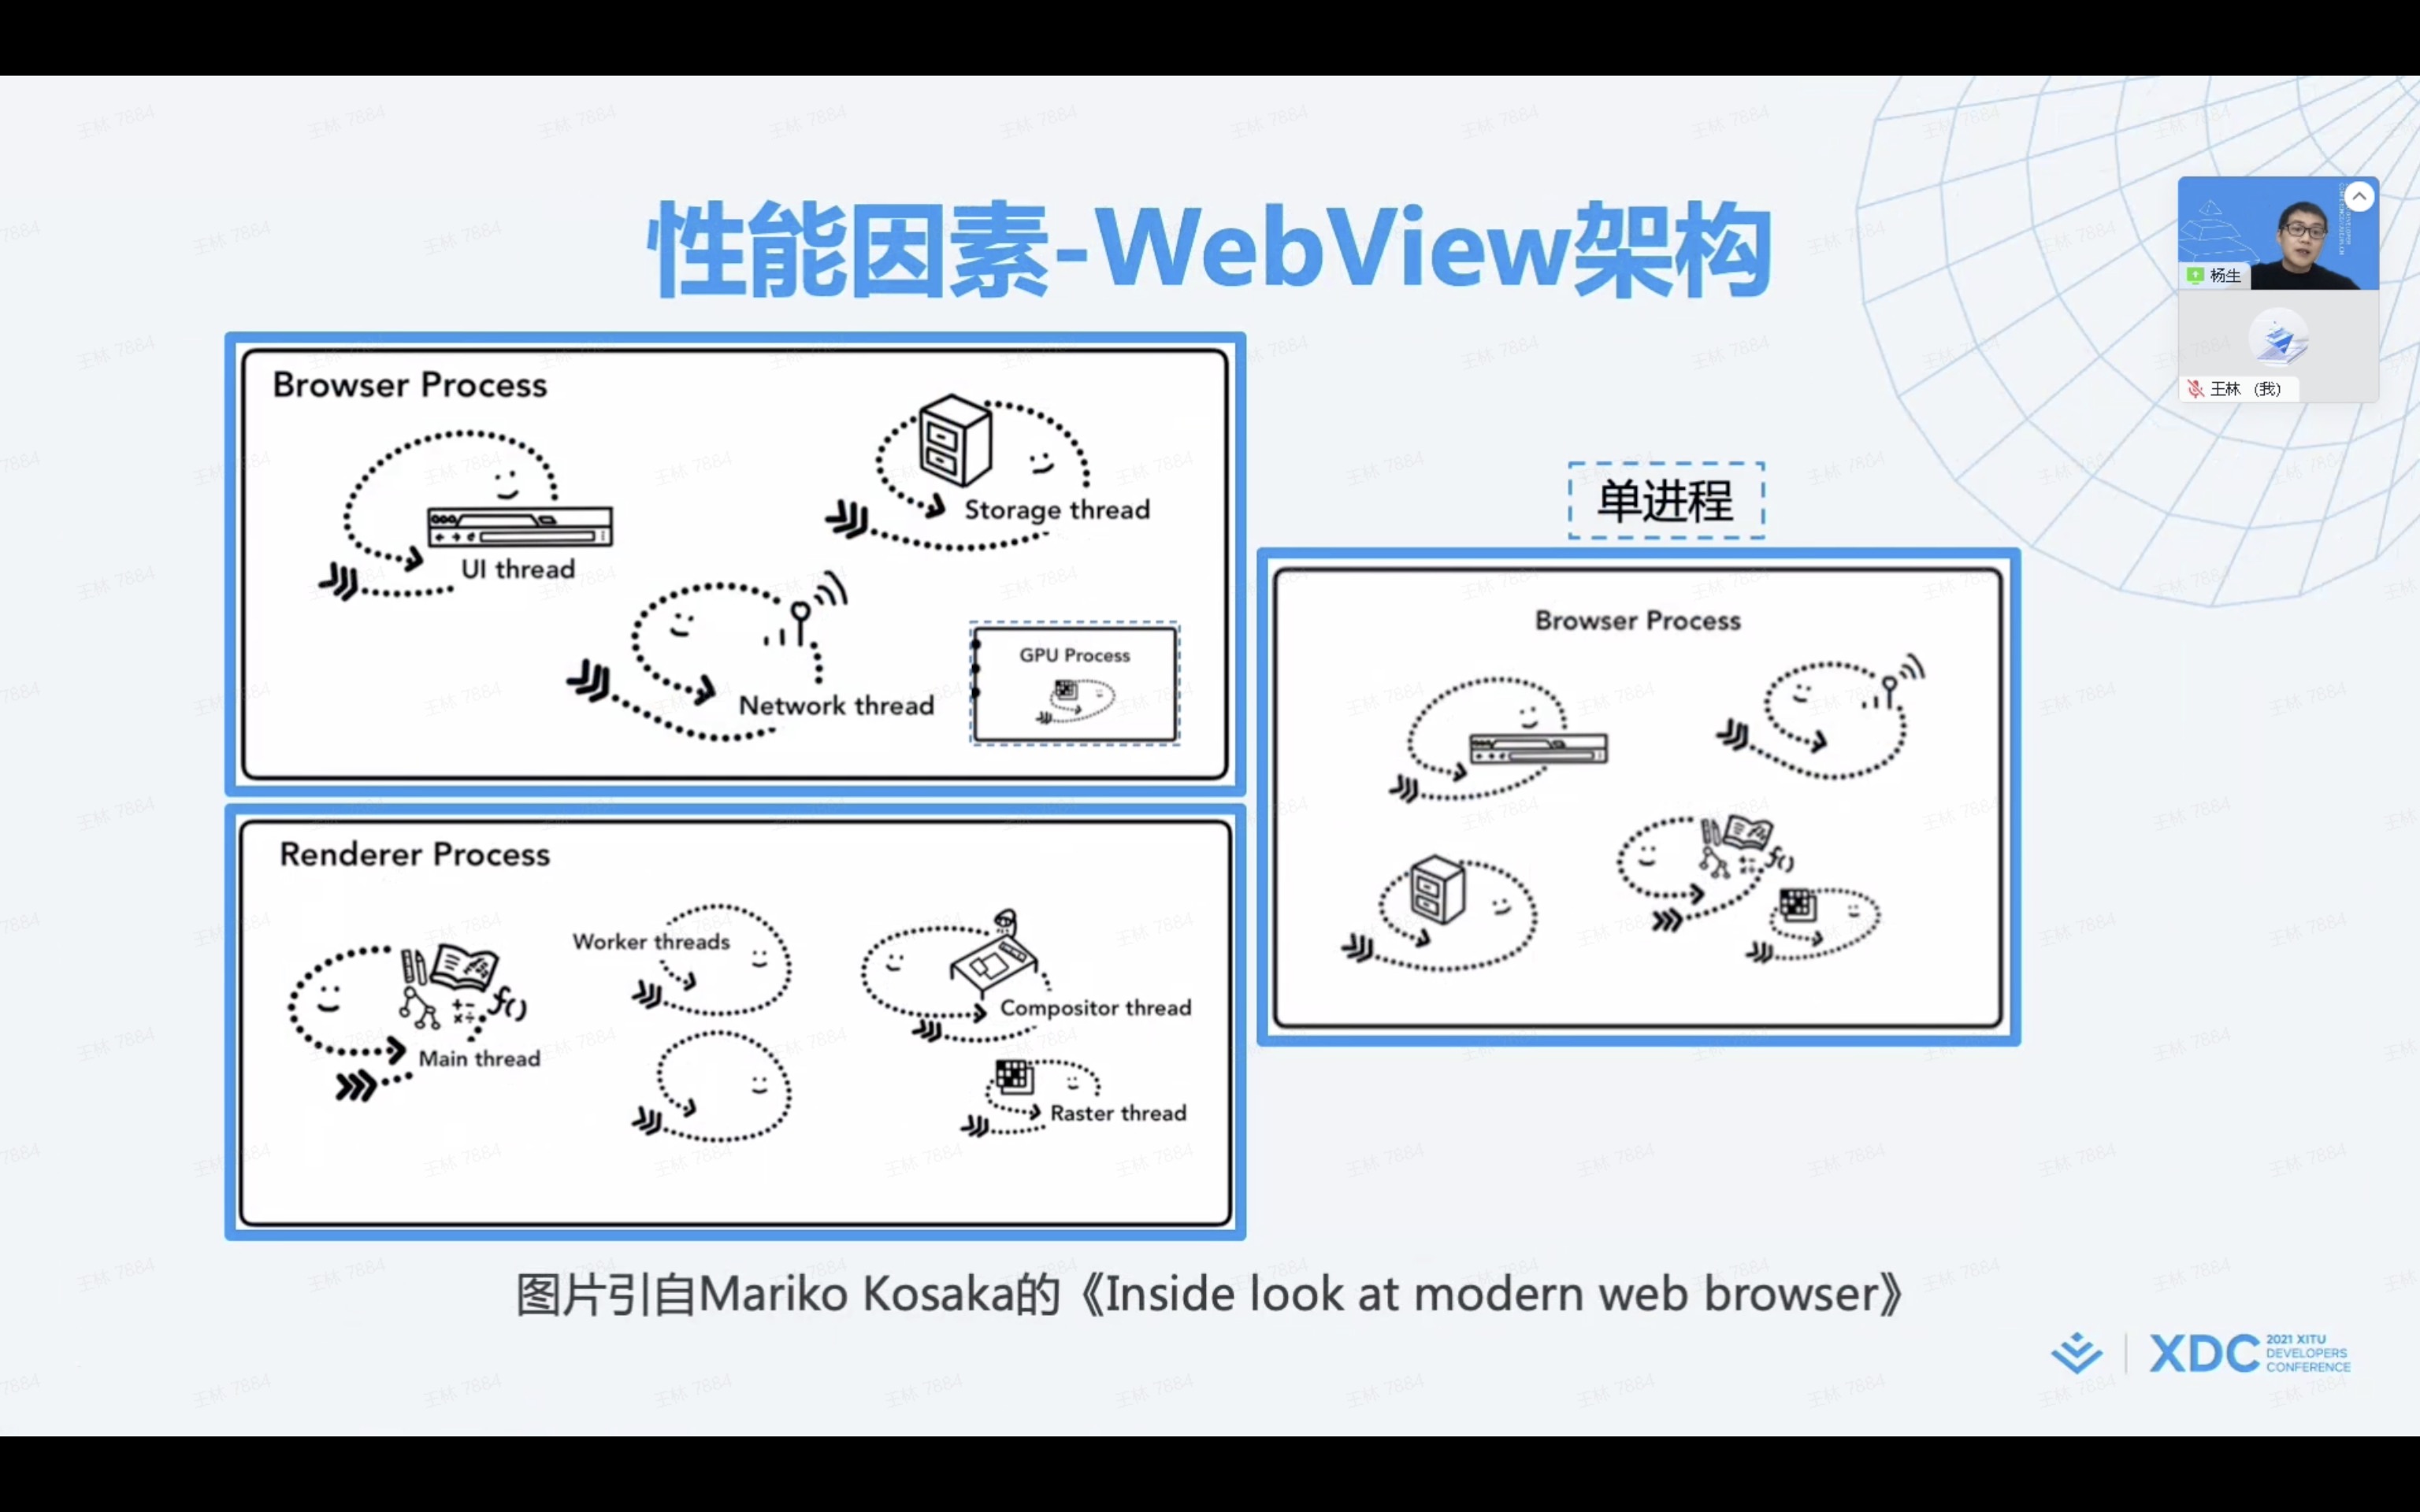 性能因素-WebView架构
Browser Process
UI thread
Storage thread
Network thread
GPU Process
Renderer Process
Main thread
Worker threads
Compositor thread
Raster thread
单进程
Browser Process
图片引自Mariko Kosaka的《Inside look at modern web browser》
杨生
王林 (我)
XDC
2021 XITU
DEVELOPERS
CONFERENCE
王林 7884